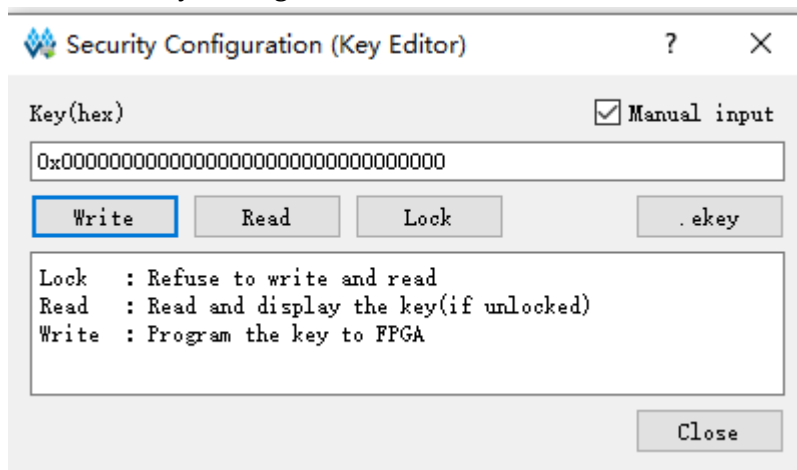 Security Configuration (Key Editor) ? ×
Key(hex) Manual input
0x00000000000000000000000000000000
Write Read Lock .ekey
Lock : Refuse to write and read
Read : Read and display the key(if unlocked)
Write : Program the key to FPGA
Close